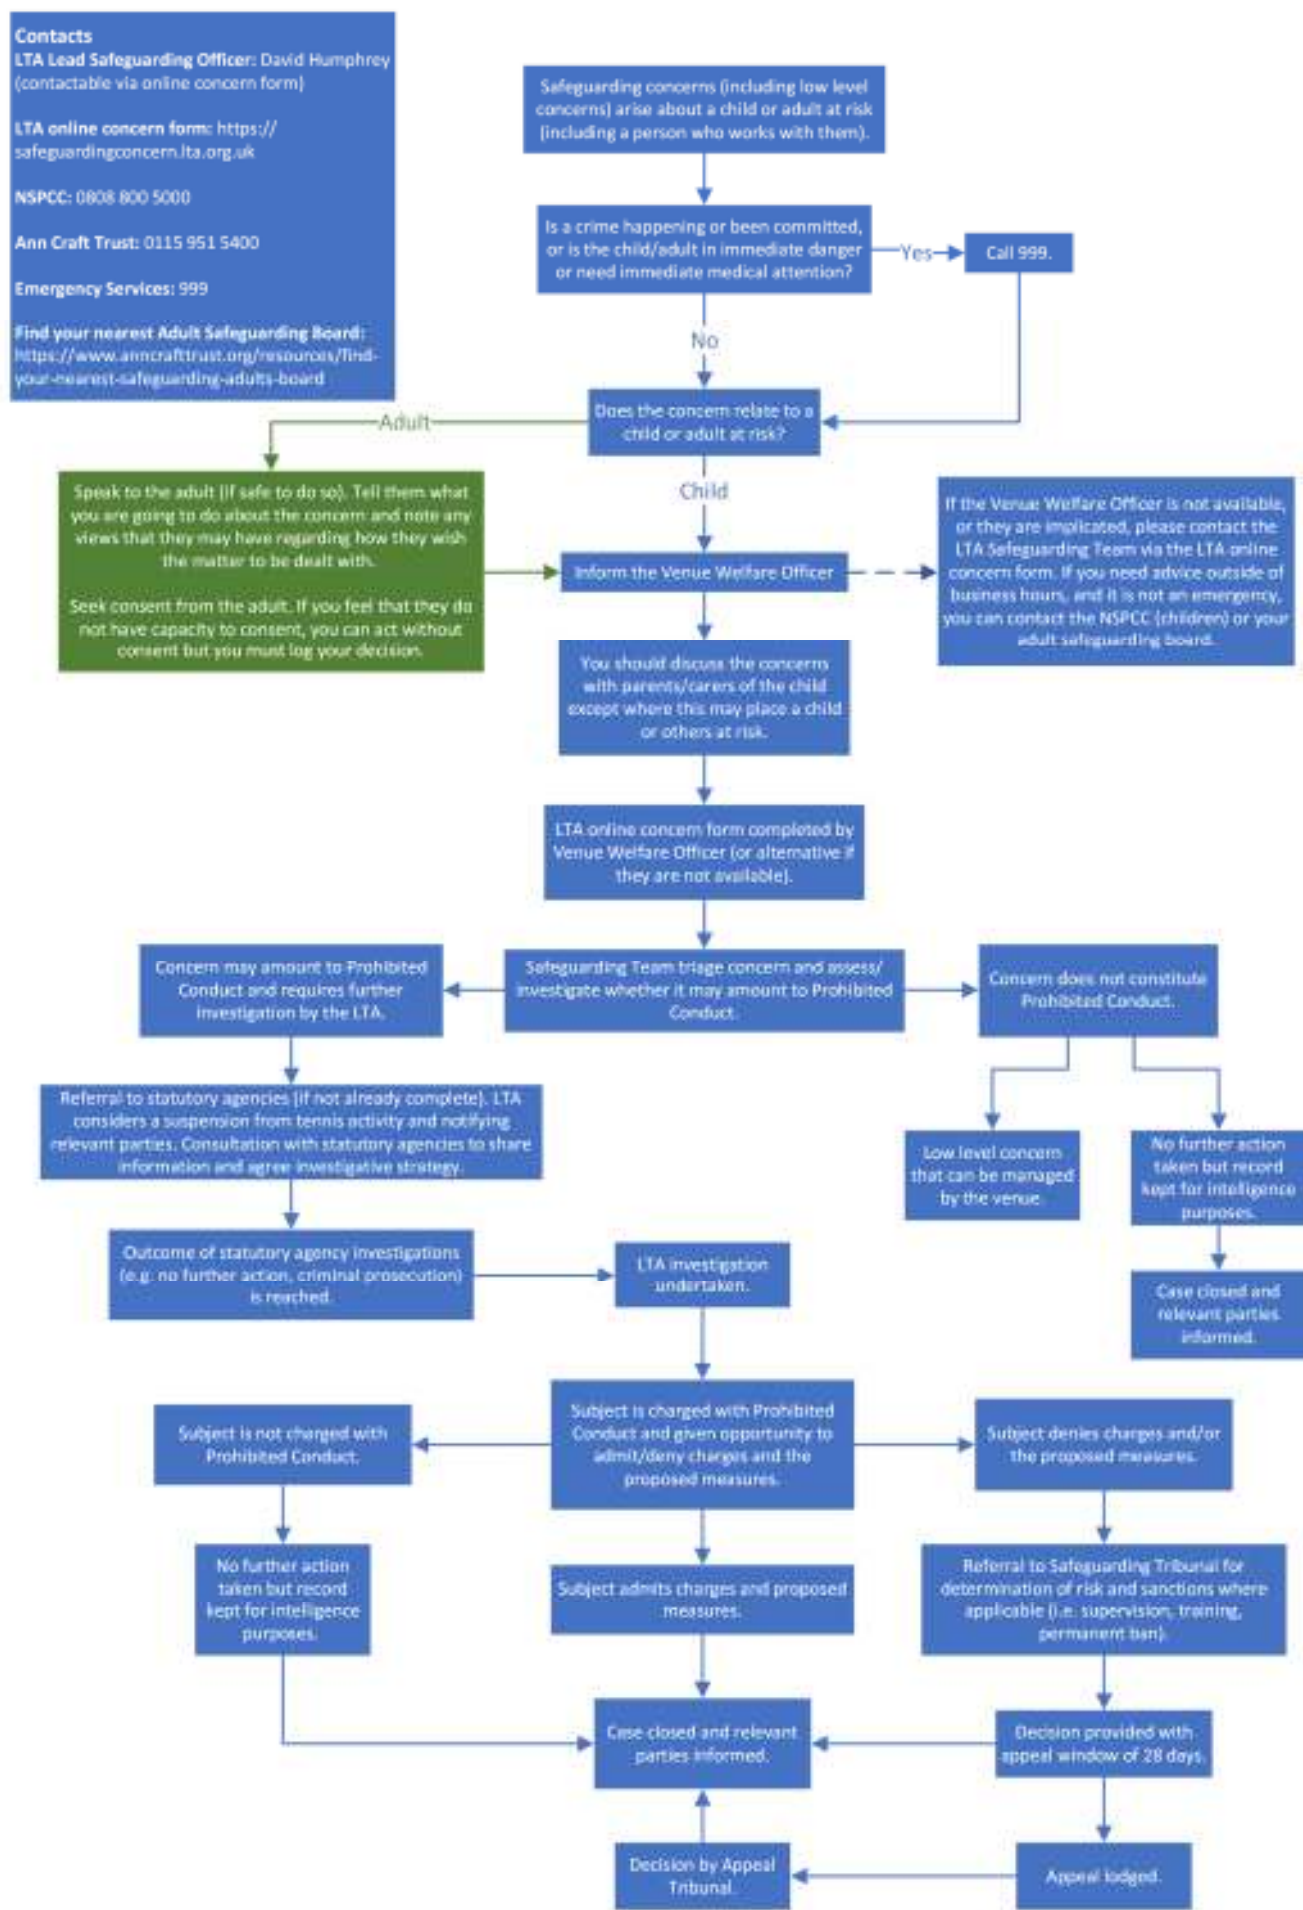 Contacts
LTA Lead Safeguarding Officer: David Humphrey
(contactable via online concern form)
LTA online concern form: https://
safeguardingconcern.lta.org.uk
NSPCC: 0808 800 5000
Ann Craft Trust: 0115 951 5400
Emergency Services: 999
Find your nearest Adult Safeguarding Board:
https://www.anncrafttrust.org/resources/find-
your-nearest-safeguarding-adults-board
Safeguarding concerns (including low level
concerns) arise about a child or adult at risk
(including a person who works with them).
Is a crime happening or been committed,
or is the child/adult in immediate danger
or need immediate medical attention?
Yes
Call 999.
No
Does the concern relate to a
child or adult at risk?
Adult
Child
Speak to the adult (if safe to do so). Tell them what
you are going to do about the concern and note any
views that they may have regarding how they wish
the matter to be dealt with.
Seek consent from the adult. If you feel that they do
not have capacity to consent, you can act without
consent but you must log your decision.
Inform the Venue Welfare Officer
If the Venue Welfare Officer is not available,
or they are implicated, please contact the
LTA Safeguarding Team via the LTA online
concern form. If you need advice outside of
business hours, and it is not an emergency,
you can contact the NSPCC (children) or your
adult safeguarding board.
You should discuss the concerns
with parents/carers of the child
except where this may place a child
or others at risk.
LTA online concern form completed by
Venue Welfare Officer (or alternative if
they are not available).
Concern may amount to Prohibited
Conduct and requires further
investigation by the LTA.
Safeguarding Team triage concern and assess/
investigate whether it may amount to Prohibited
Conduct.
Concern does not constitute
Prohibited Conduct.
Referral to statutory agencies (if not already complete). LTA
considers a suspension from tennis activity and notifying
relevant parties. Consultation with statutory agencies to share
information and agree investigative strategy.
Low level concern
that can be managed
by the venue.
No further action
taken but record
kept for intelligence
purposes.
Outcome of statutory agency investigations
(e.g. no further action, criminal prosecution)
is reached.
LTA investigation
undertaken.
Case closed and
relevant parties
informed.
Subject is not charged with
Prohibited Conduct.
Subject is charged with Prohibited
Conduct and given opportunity to
admit/deny charges and the
proposed measures.
Subject denies charges and/or
the proposed measures.
No further action
taken but record
kept for intelligence
purposes.
Subject admits charges and proposed
measures.
Referral to Safeguarding Tribunal for
determination of risk and sanctions where
applicable (i.e. supervision, training,
permanent ban).
Case closed and relevant
parties informed.
Decision provided with
appeal window of 28 days.
Decision by Appeal
Tribunal.
Appeal lodged.